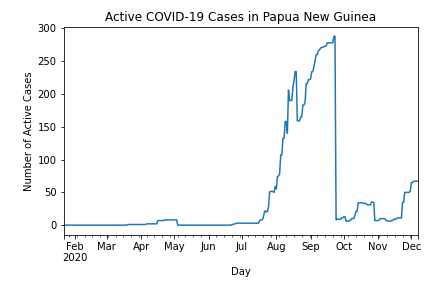 Active COVID-19 Cases in Papua New Guinea
Number of Active Cases
300
250
200
150
100
50
0
Feb Mar Apr May Jun Jul Aug Sep Oct Nov Dec
2020
Day